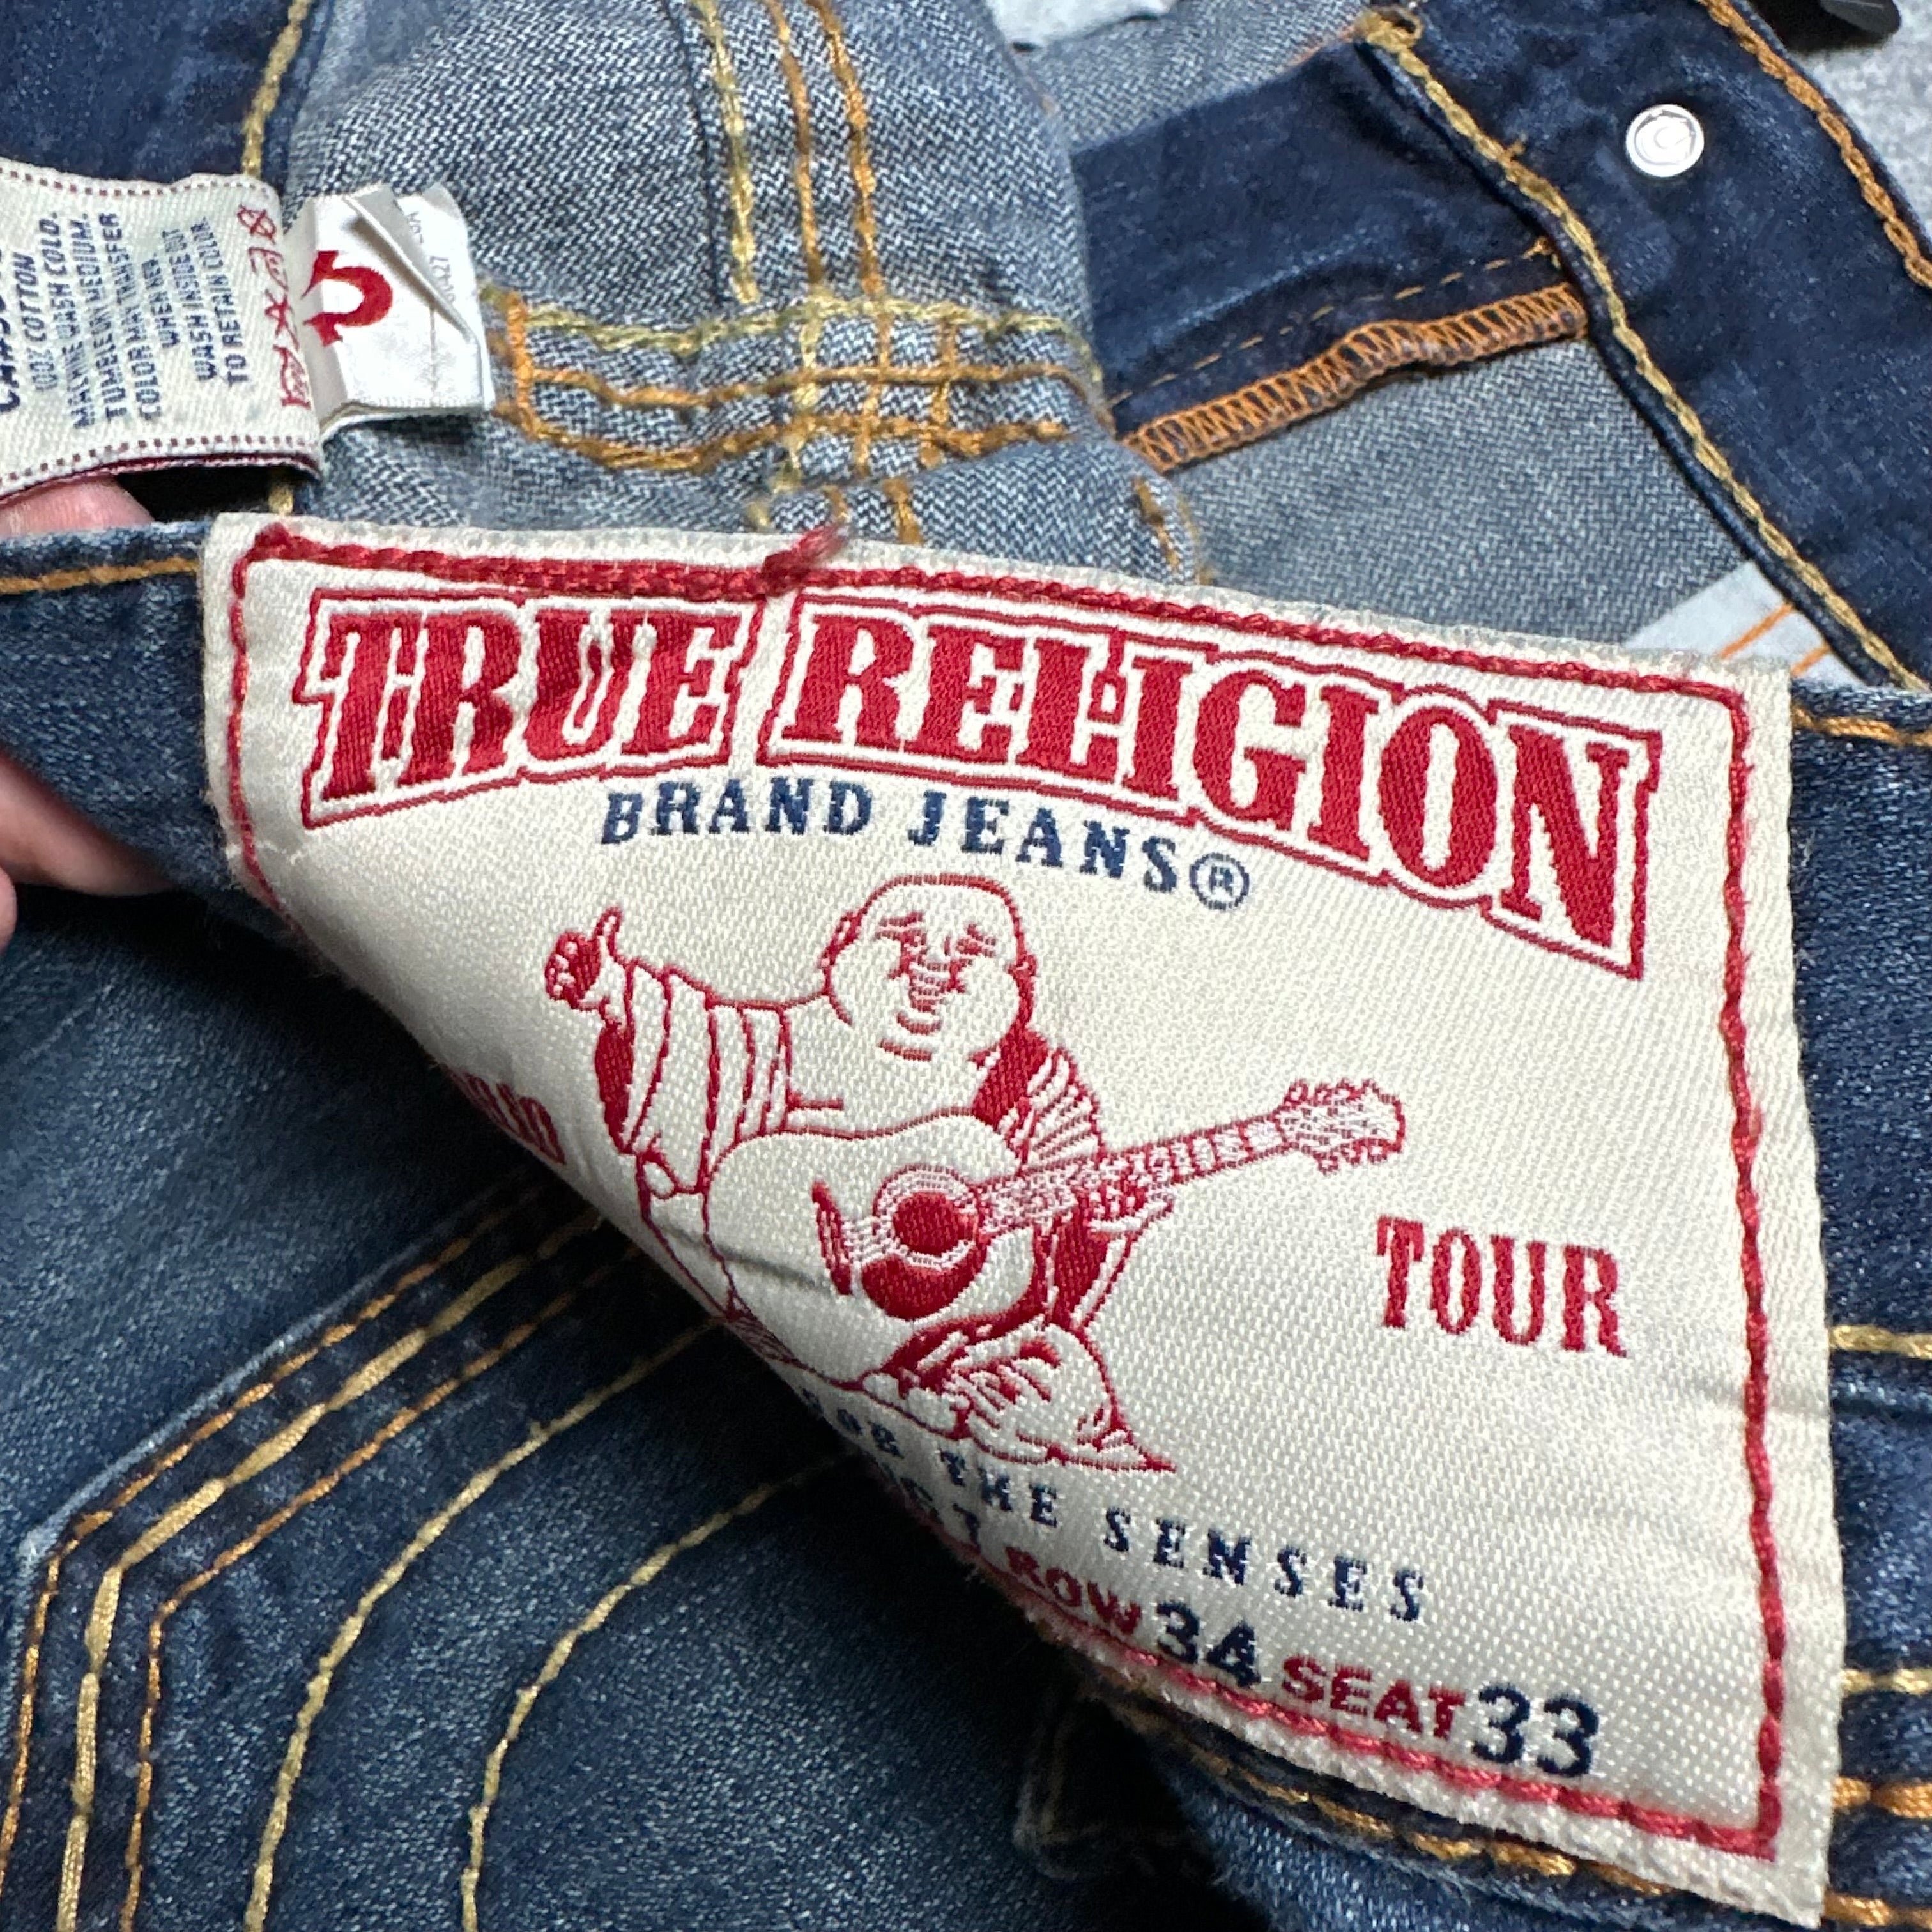 100% COTTON
MACHINE WASH COLD.
TUMBLE DRY MEDIUM.
COLOR MAY TRANSFER
WHEN NEW.
WASH INSIDE OUT
TO RETAIN COLOR
TRUE RELIGION
BRAND JEANS®
TOUR
FOR THE SENSES
ROW 34 SEAT 33